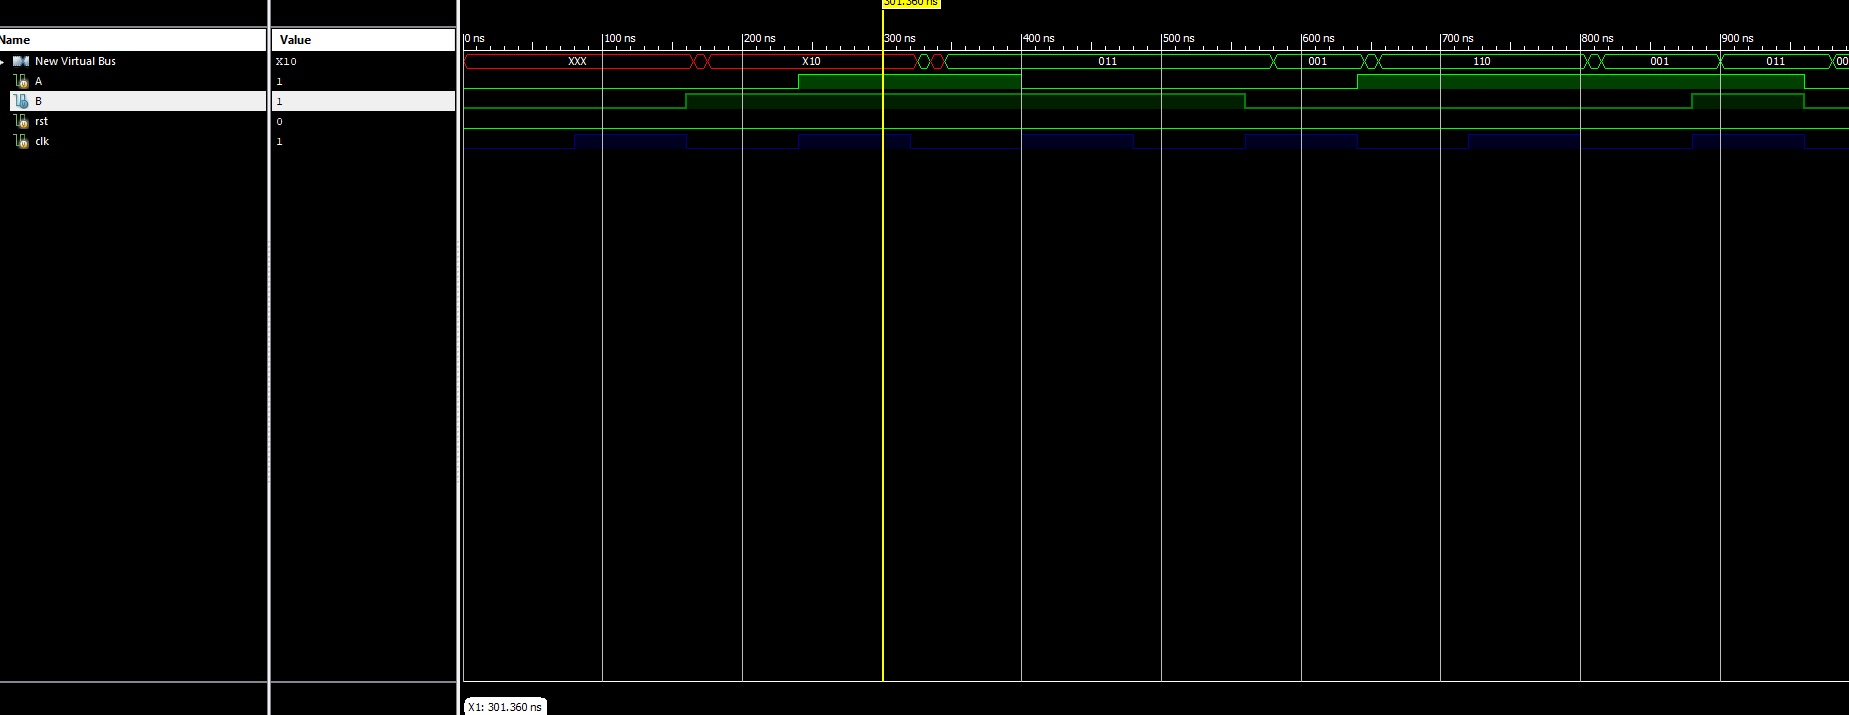 301.360 ns
Name Value
0 ns 100 ns 200 ns 300 ns 400 ns 500 ns 600 ns 700 ns 800 ns 900 ns
New Virtual Bus X10 XXX X10 011 001 110 001 011 00
A 1
B 1
rst 0
clk 1
X1: 301.360 ns